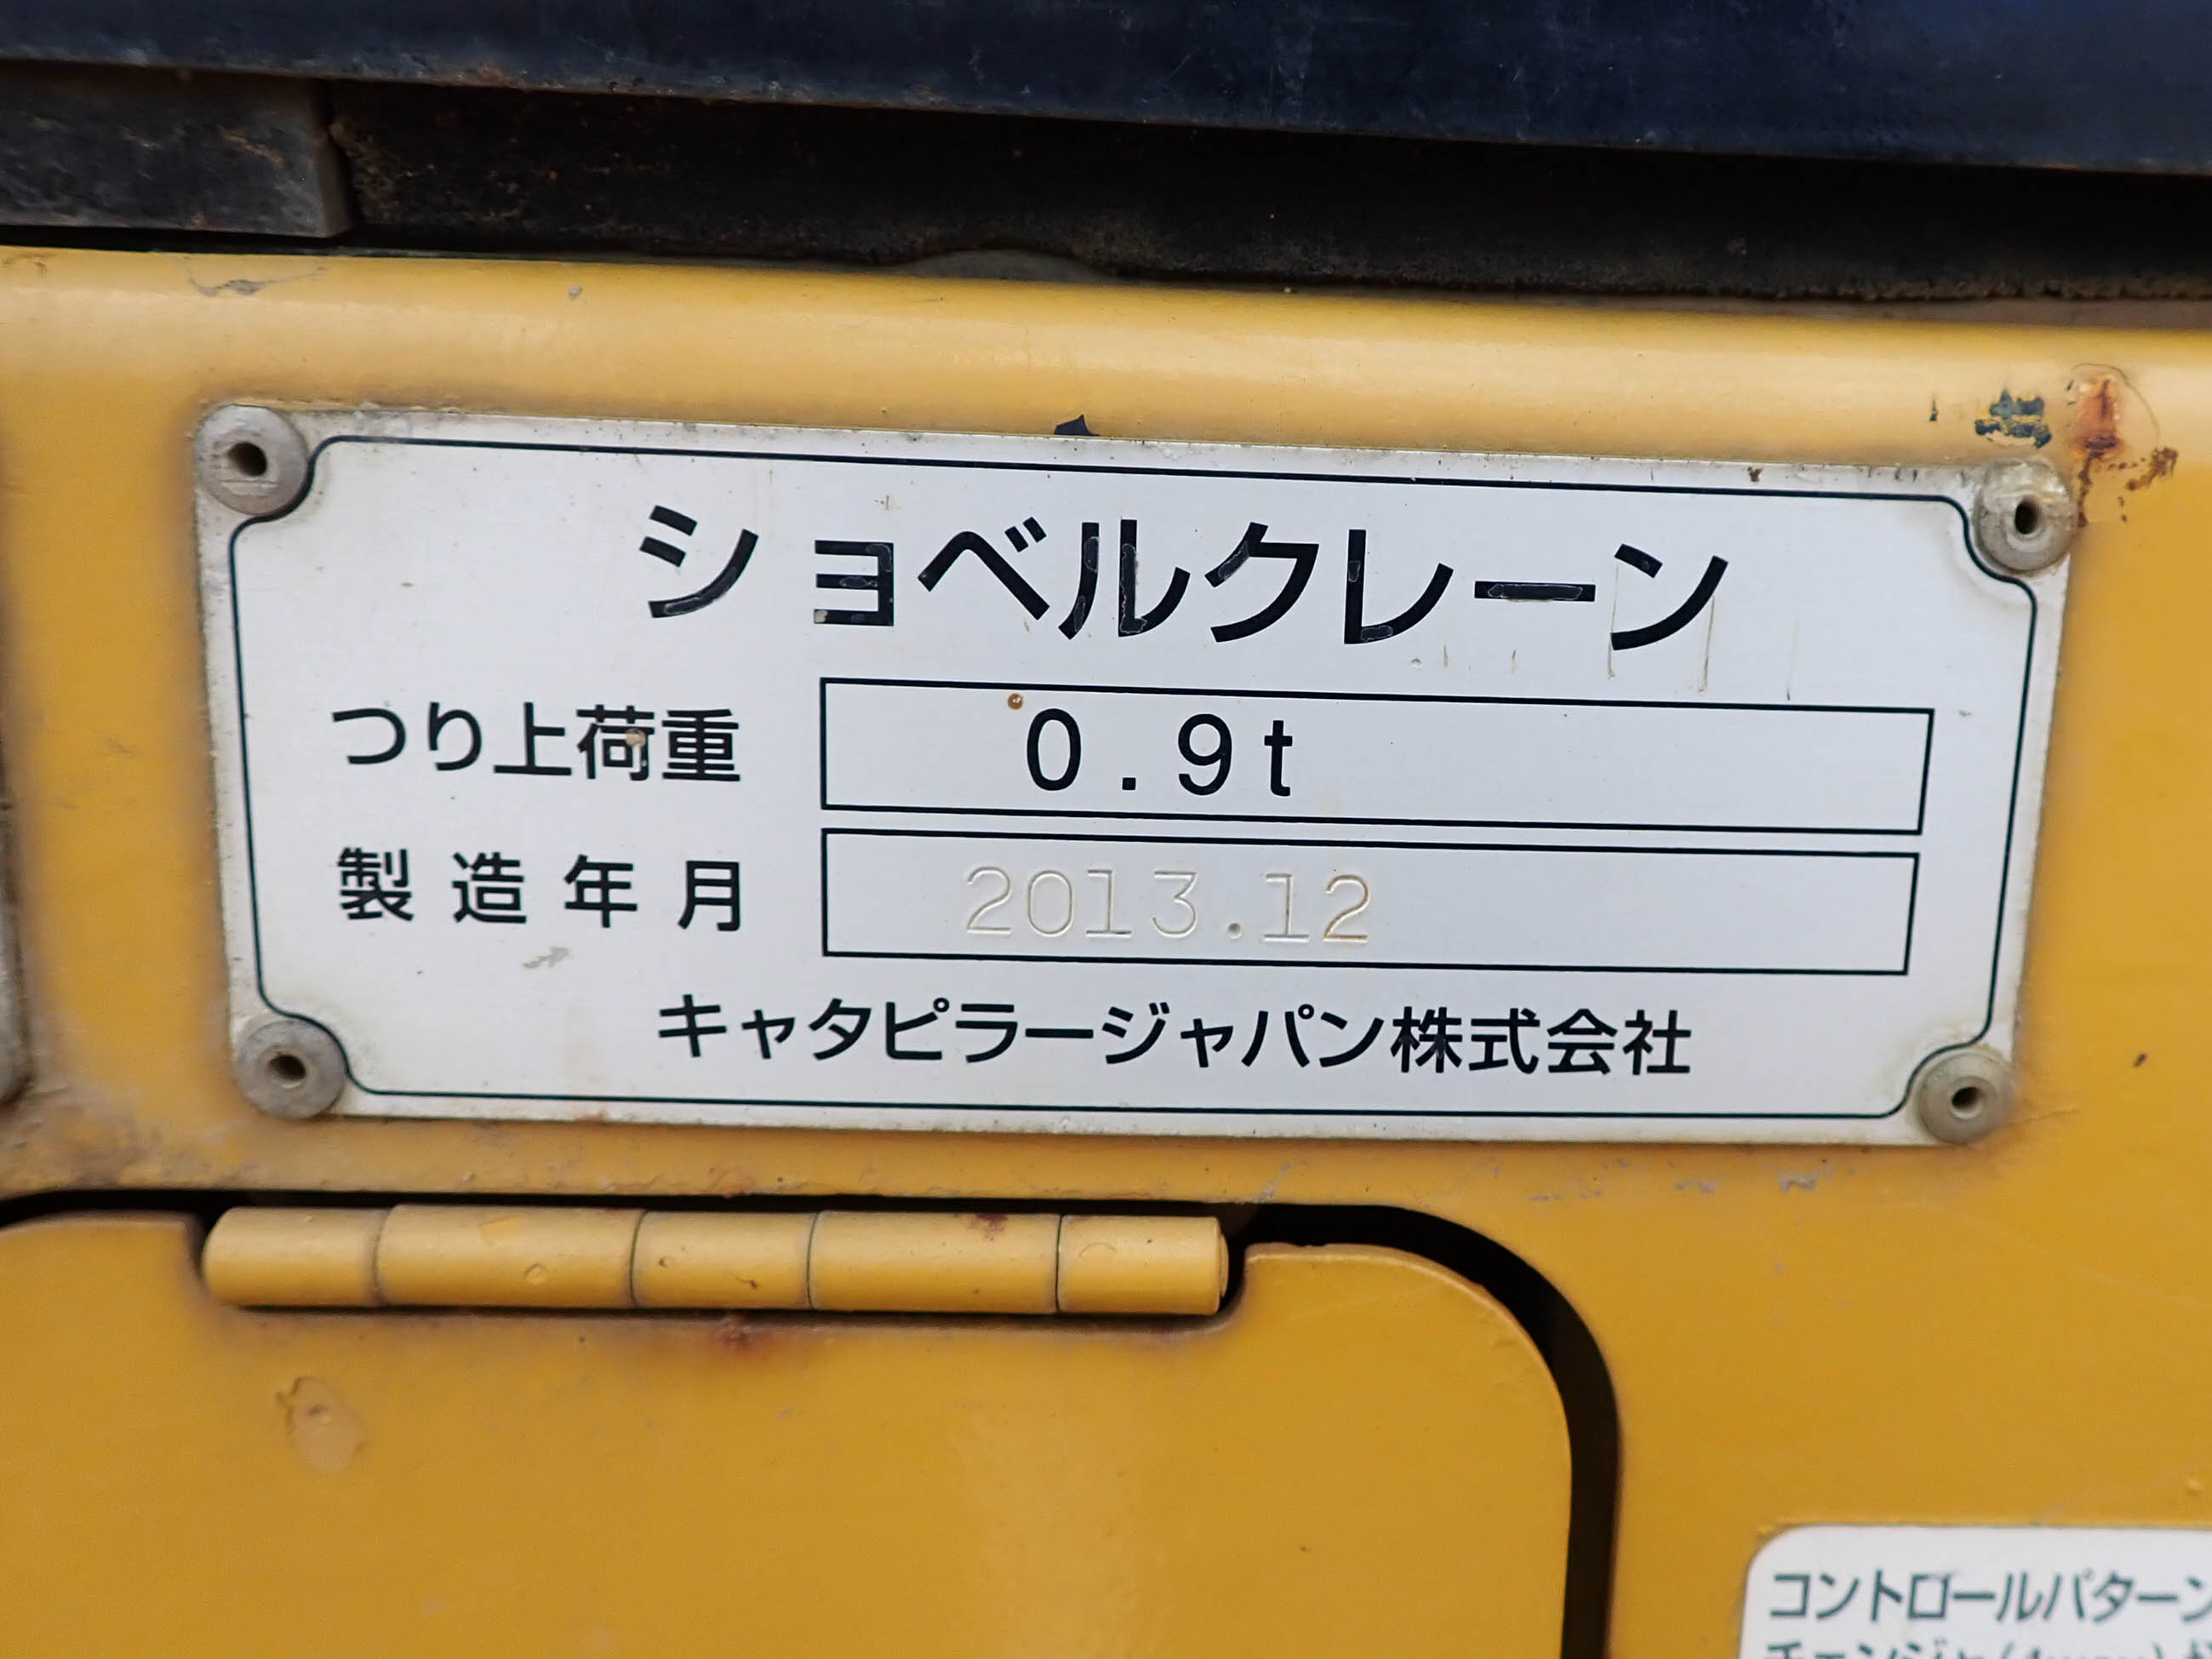 ショベルクレーン
つり上荷重 0.9t
製造年月 2013.12
キャタピラージャパン株式会社
コントロールパターン